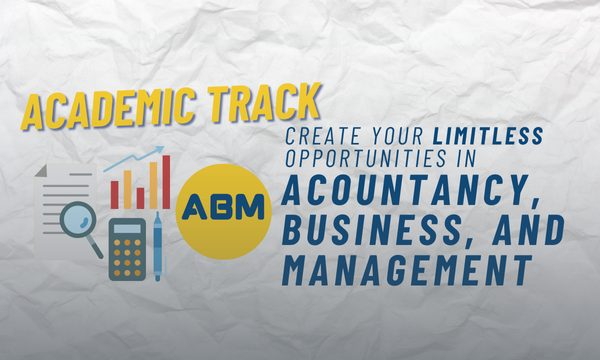 ACADEMIC TRACK
CREATE YOUR LIMITLESS
OPPORTUNITIES IN
ACOUNTANCY,
BUSINESS, AND
MANAGEMENT
ABM